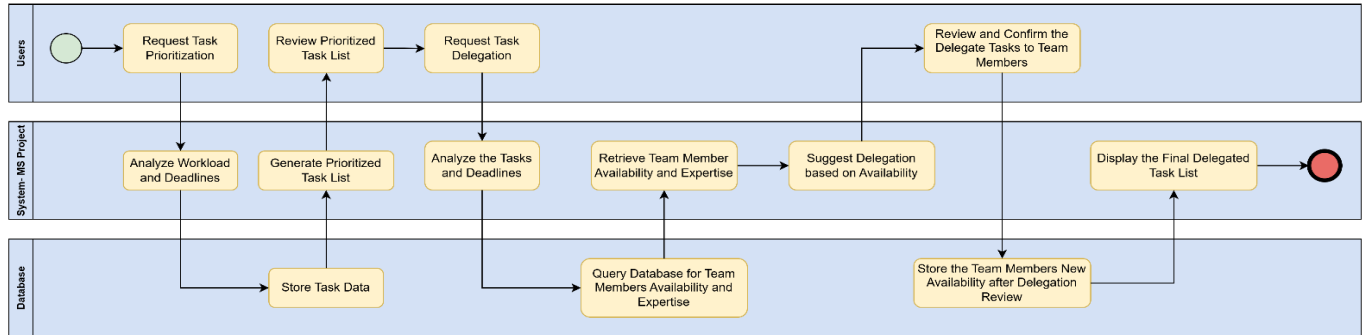 Users
Request Task
Prioritization
Review Prioritized
Task List
Request Task
Delegation
Review and Confirm the
Delegate Tasks to Team
Members
System- MS Project
Analyze Workload
and Deadlines
Generate Prioritized
Task List
Analyze the Tasks
and Deadlines
Retrieve Team Member
Availability and Expertise
Suggest Delegation
based on Availability
Display the Final Delegated
Task List
Database
Store Task Data
Query Database for Team
Members Availability and
Expertise
Store the Team Members New
Availability after Delegation
Review